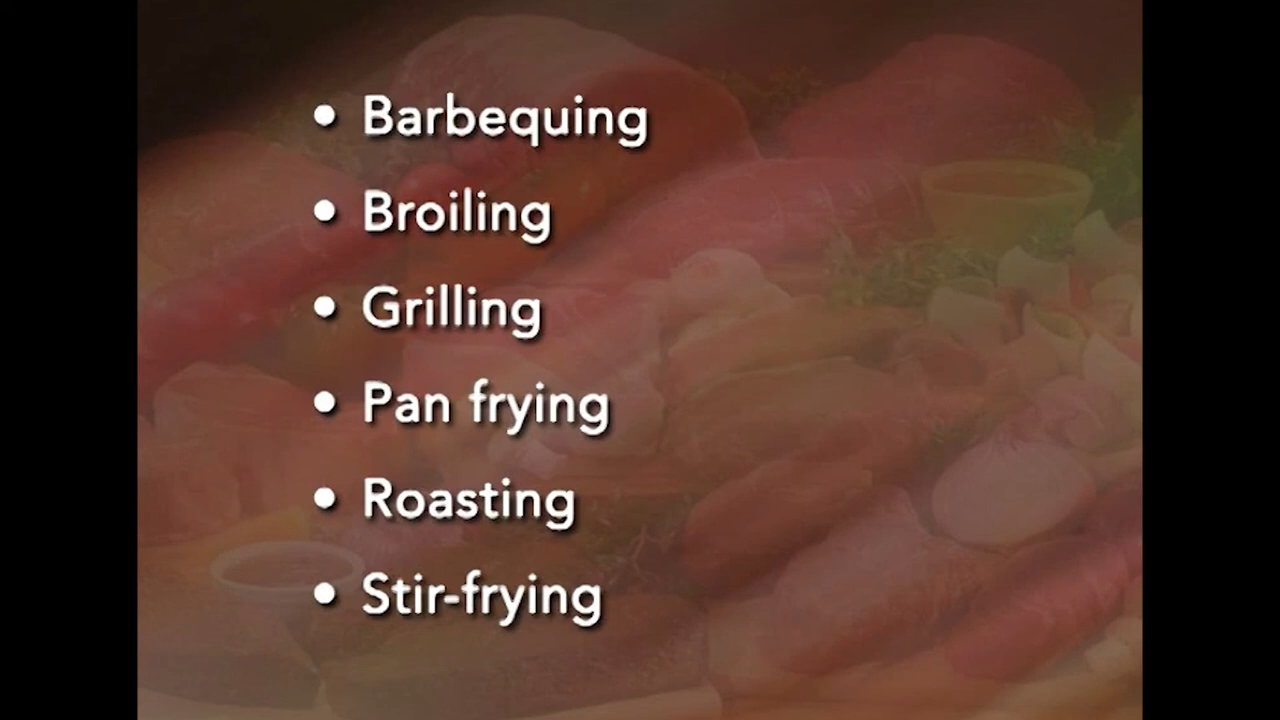 • Barbequing
• Broiling
• Grilling
• Pan frying
• Roasting
• Stir-frying